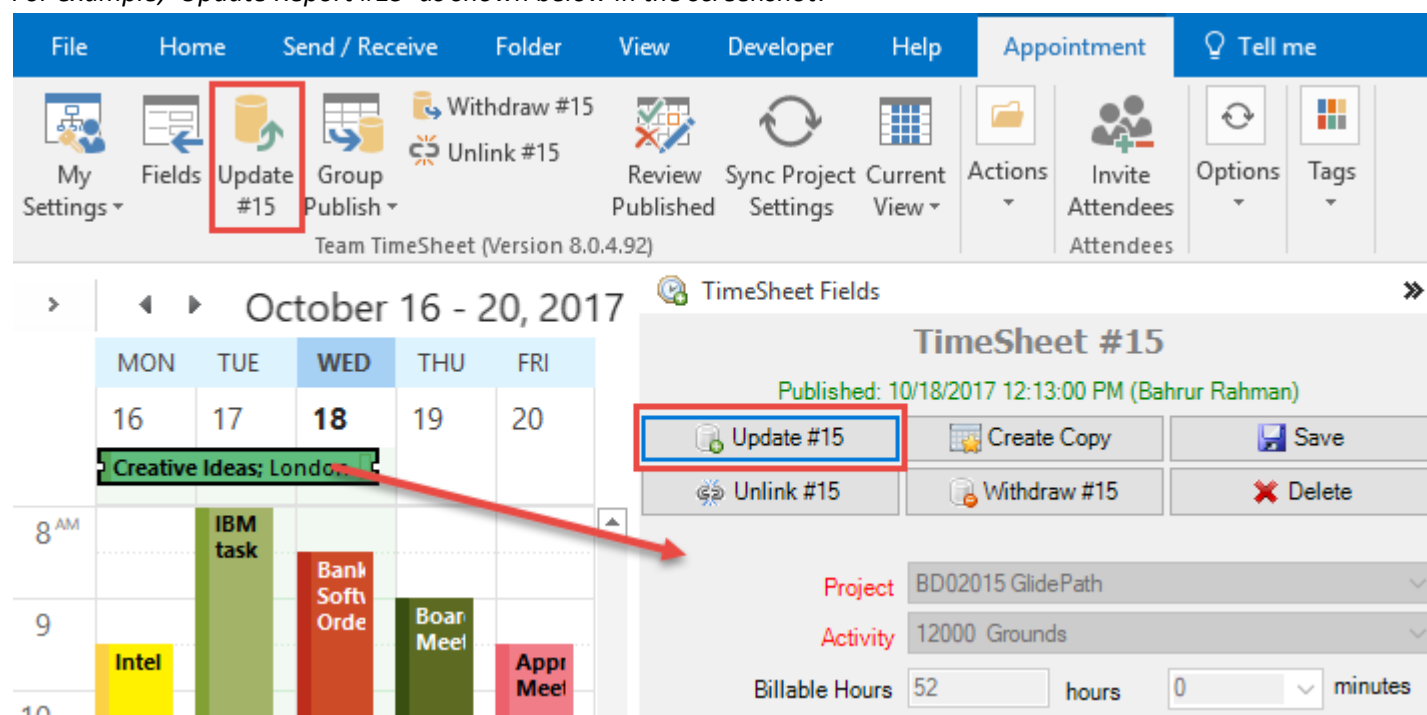 For example, "Update Report #15" as shown below in the screenshot:
File Home Send / Receive Folder View Developer Help Appointment Tell me
Withdraw #15
Unlink #15
My Fields Update Group Review Sync Project Current Actions Invite Options Tags
Settings #15 Publish Published Settings View Attendees
Team TimeSheet (Version 8.0.4.92) Attendees
October 16 - 20, 2017
TimeSheet Fields
TimeSheet #15
MON TUE WED THU FRI
Published: 10/18/2017 12:13:00 PM (Bahrur Rahman)
16 17 18 19 20
Update #15 Create Copy Save
Creative Ideas; London
Unlink #15 Withdraw #15 Delete
8 AM
IBM
task
Bank
Softw
Orde
Project BD02015 GlidePath
9
Board
Meet
Activity 12000 Grounds
Intel
Appr
Meet
Billable Hours 52 hours 0 minutes
10